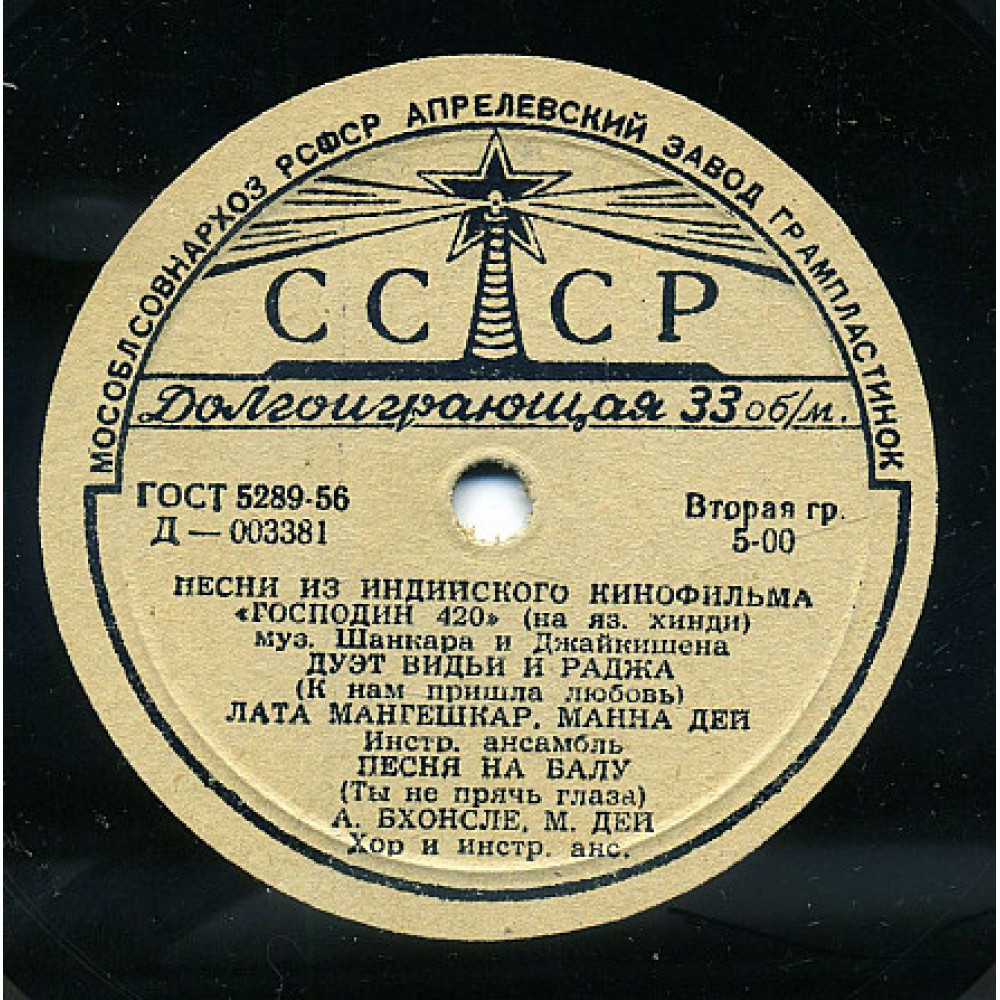 МОСОБЛСОВНАРХОЗ РСФСР АПРЕЛЕВСКИЙ ЗАВОД ГРАМПЛАСТИНОК
СССР
Долгоиграющая 33 об/м.
ГОСТ 5289-56
Д — 003381
Вторая гр.
5-00
ПЕСНИ ИЗ ИНДИЙСКОГО КИНОФИЛЬМА
«ГОСПОДИН 420» (на яз. хинди)
муз. Шанкара и Джайкишена
ДУЭТ ВИДЬИ И РАДЖА
(К нам пришла любовь)
ЛАТА МАНГЕШКАР, МАННА ДЕЙ
Инстр. ансамбль
ПЕСНЯ НА БАЛУ
(Ты не прячь глаза)
А. БХОНСЛЕ, М. ДЕЙ
Хор и инстр. анс.